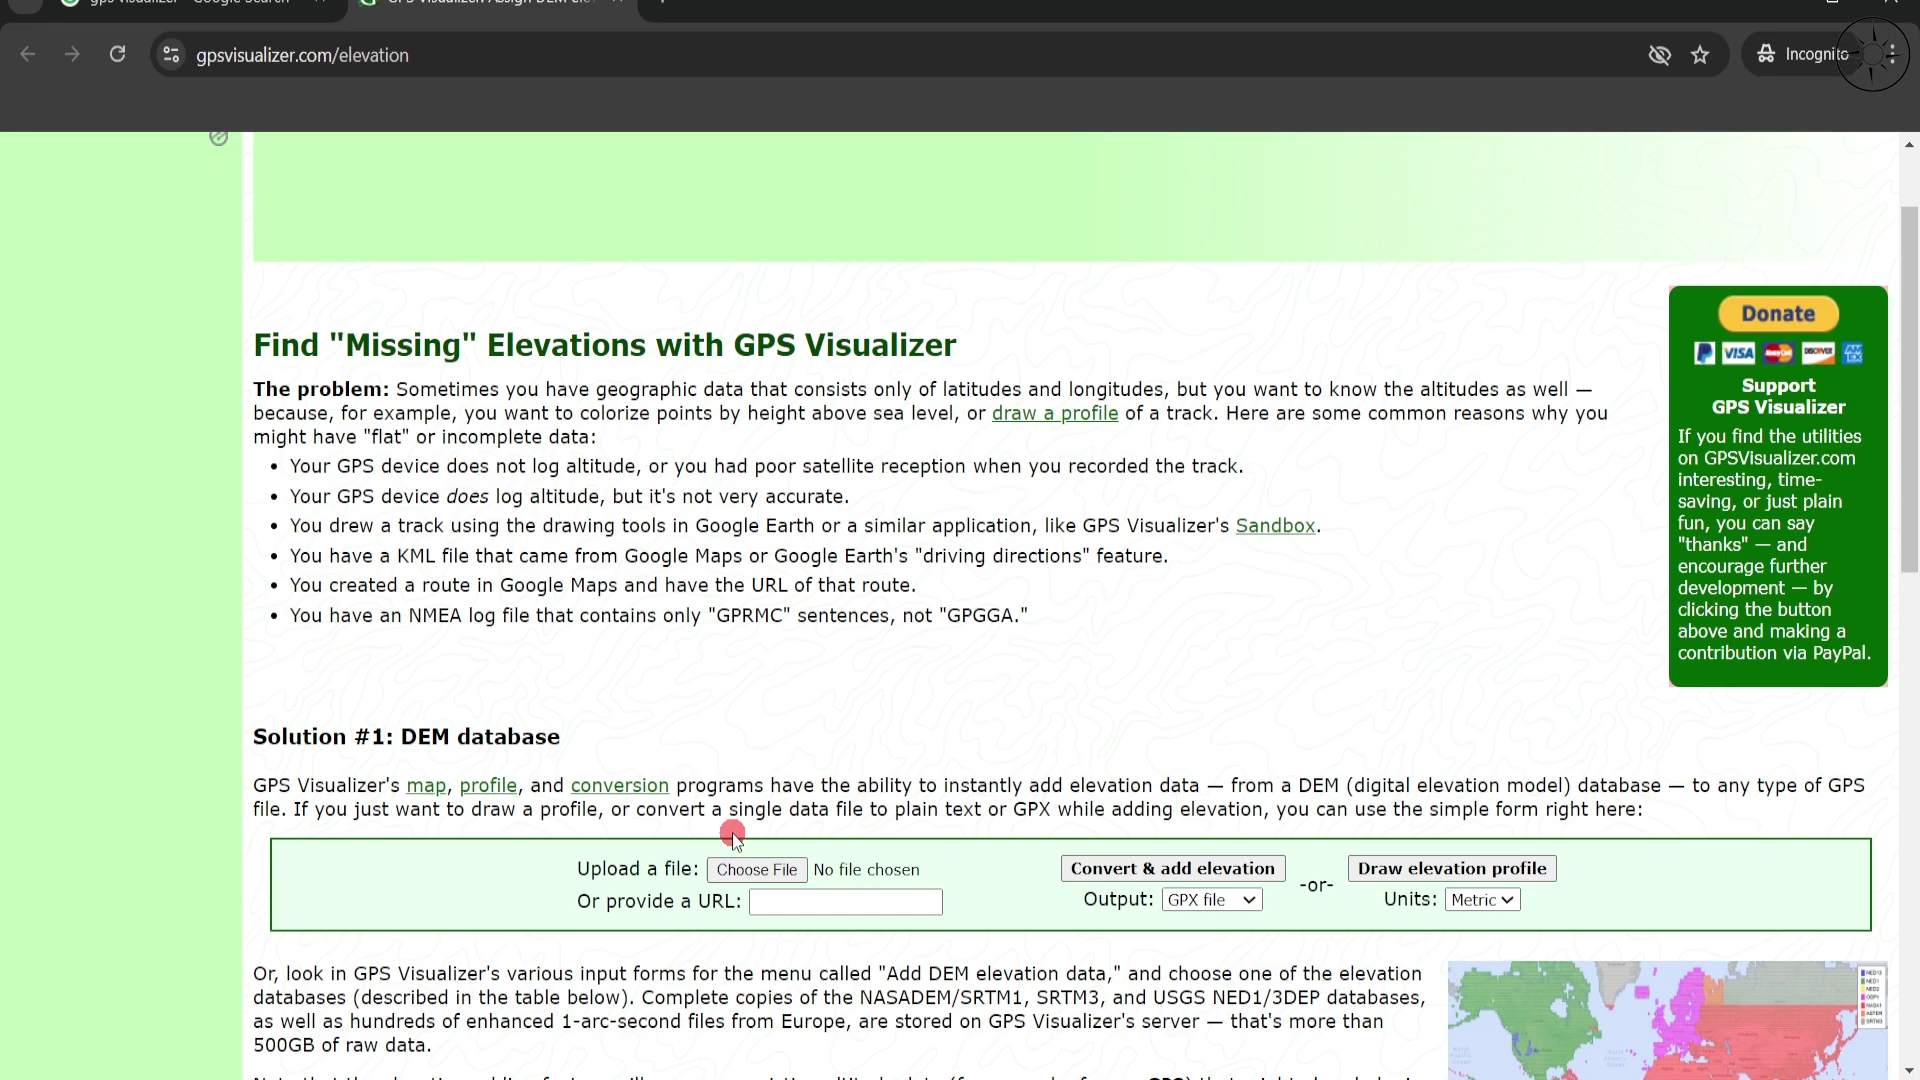 gpsvisualizer.com/elevation
Incognito
Find "Missing" Elevations with GPS Visualizer
The problem: Sometimes you have geographic data that consists only of latitudes and longitudes, but you want to know the altitudes as well —
because, for example, you want to colorize points by height above sea level, or draw a profile of a track. Here are some common reasons why you
might have "flat" or incomplete data:
• Your GPS device does not log altitude, or you had poor satellite reception when you recorded the track.
• Your GPS device does log altitude, but it's not very accurate.
• You drew a track using the drawing tools in Google Earth or a similar application, like GPS Visualizer's Sandbox.
• You have a KML file that came from Google Maps or Google Earth's "driving directions" feature.
• You created a route in Google Maps and have the URL of that route.
• You have an NMEA log file that contains only "GPRMC" sentences, not "GPGGA."
Donate
VISA
DISCOVER
Support
GPS Visualizer
If you find the utilities
on GPSVisualizer.com
interesting, time-
saving, or just plain
fun, you can say
"thanks" — and
encourage further
development — by
clicking the button
above and making a
contribution via PayPal.
Solution #1: DEM database
GPS Visualizer's map, profile, and conversion programs have the ability to instantly add elevation data — from a DEM (digital elevation model) database — to any type of GPS
file. If you just want to draw a profile, or convert a single data file to plain text or GPX while adding elevation, you can use the simple form right here:
Upload a file: Choose File No file chosen
Or provide a URL:
Convert & add elevation
Output: GPX file
-or-
Draw elevation profile
Units: Metric
Or, look in GPS Visualizer's various input forms for the menu called "Add DEM elevation data," and choose one of the elevation
databases (described in the table below). Complete copies of the NASADEM/SRTM1, SRTM3, and USGS NED1/3DEP databases,
as well as hundreds of enhanced 1-arc-second files from Europe, are stored on GPS Visualizer's server — that's more than
500GB of raw data.